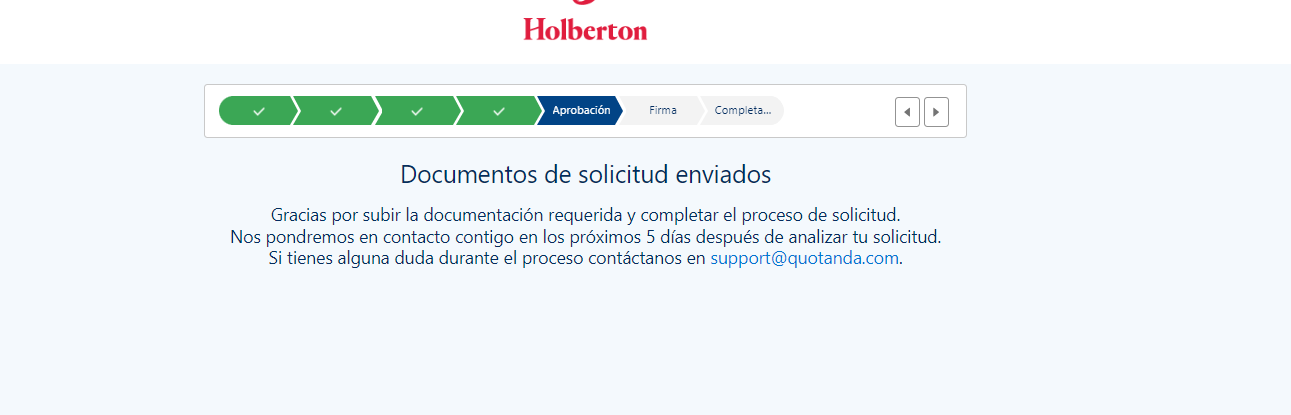 Holberton
Aprobación
Firma
Completa...
Documentos de solicitud enviados
Gracias por subir la documentación requerida y completar el proceso de solicitud.
Nos pondremos en contacto contigo en los próximos 5 días después de analizar tu solicitud.
Si tienes alguna duda durante el proceso contáctanos en support@quotanda.com.